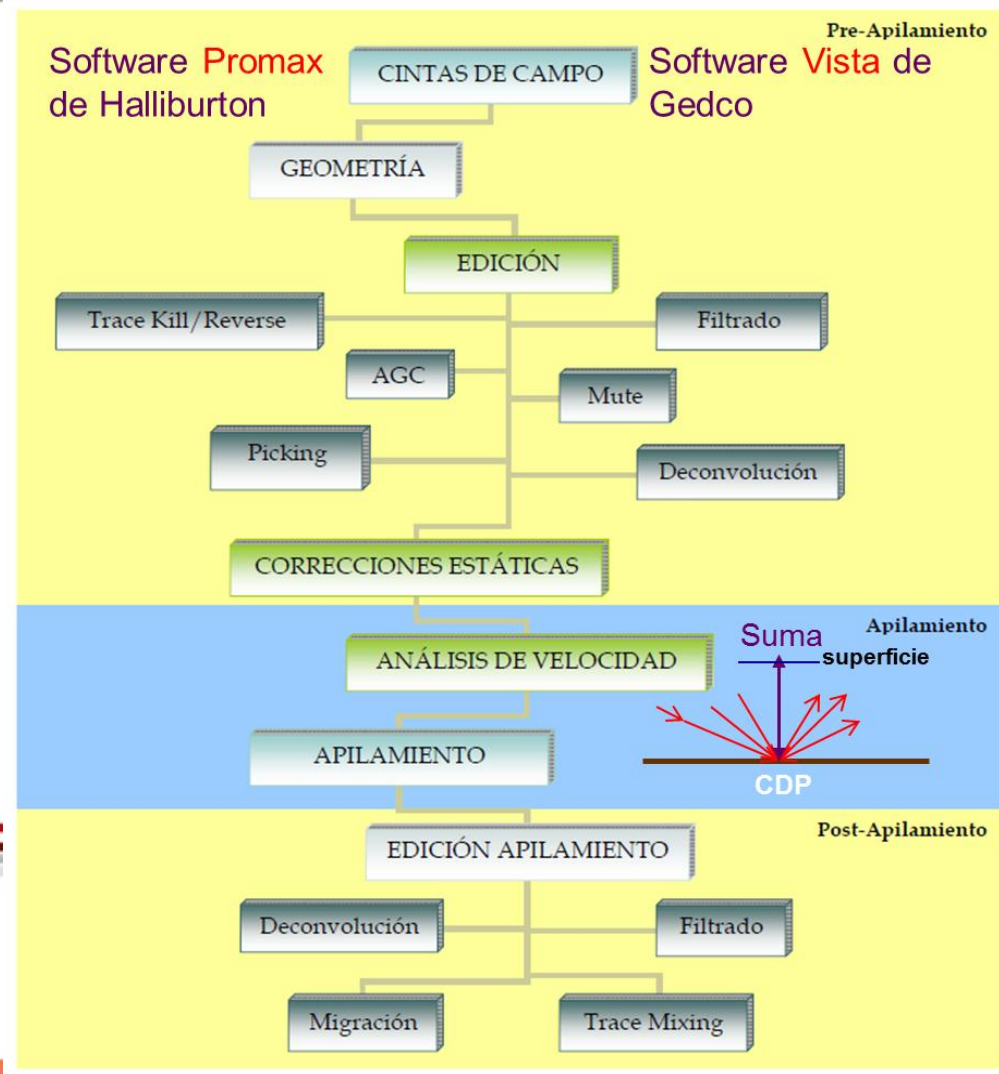 Pre-Apilamiento
Software Promax
de Halliburton
CINTAS DE CAMPO
Software Vista de
Gedco
GEOMETRÍA
EDICIÓN
Trace Kill/Reverse
Filtrado
AGC
Mute
Picking
Deconvolución
CORRECCIONES ESTÁTICAS
Apilamiento
Suma
superficie
ANÁLISIS DE VELOCIDAD
APILAMIENTO
CDP
Post-Apilamiento
EDICIÓN APILAMIENTO
Deconvolución
Filtrado
Migración
Trace Mixing